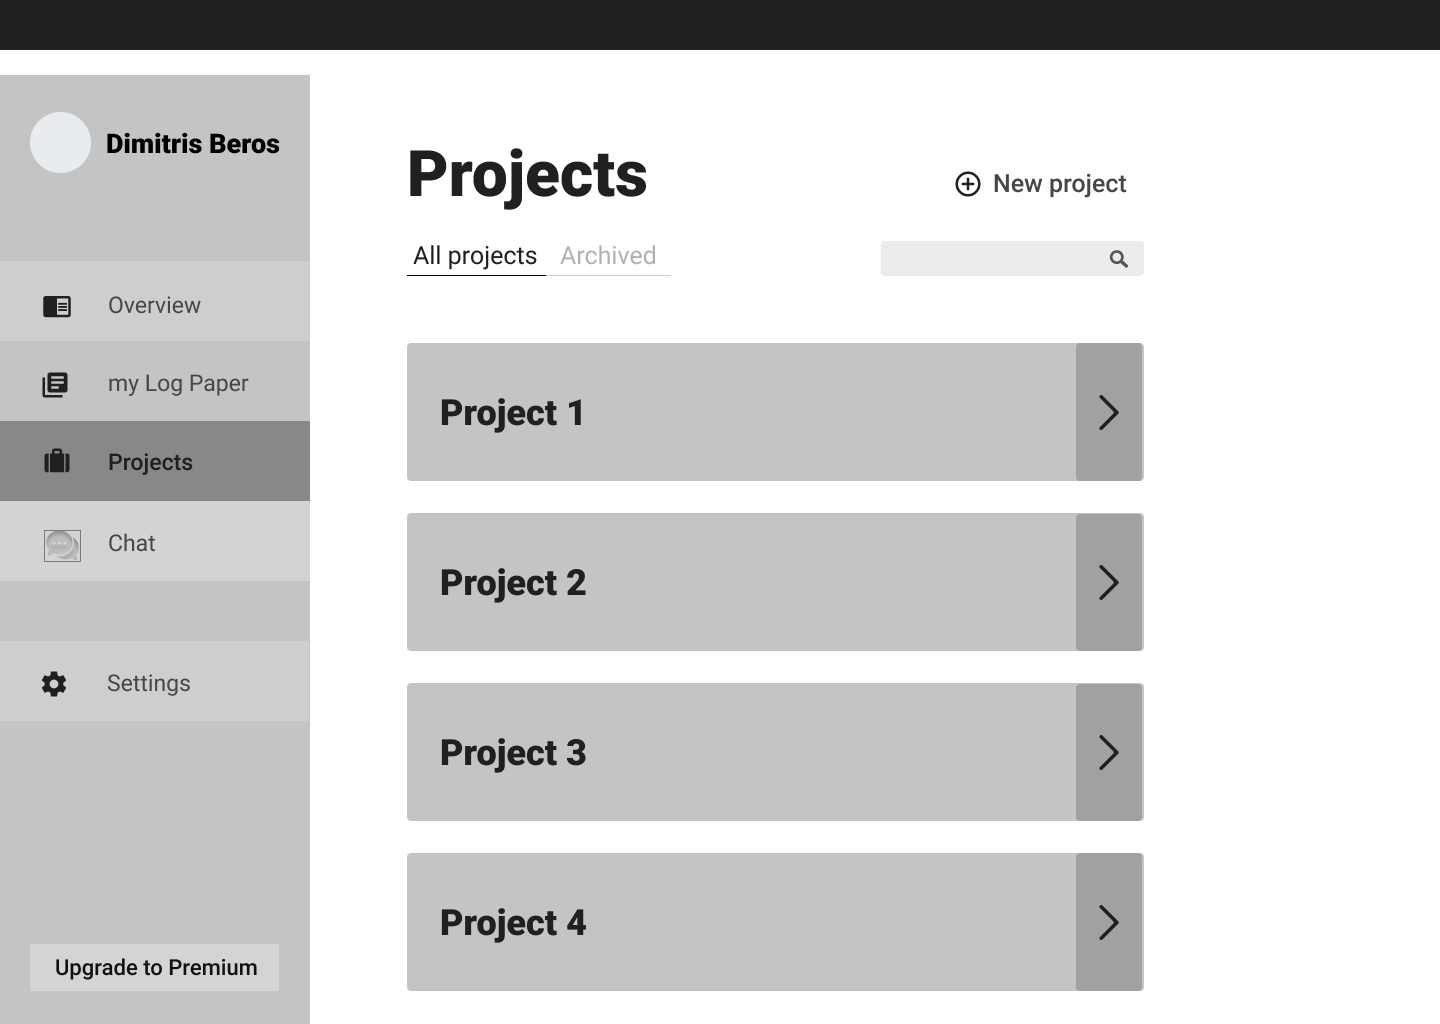 Dimitris Beros
Overview
my Log Paper
Projects
Chat
Settings
Upgrade to Premium
Projects
New project
All projects
Archived
Project 1
Project 2
Project 3
Project 4